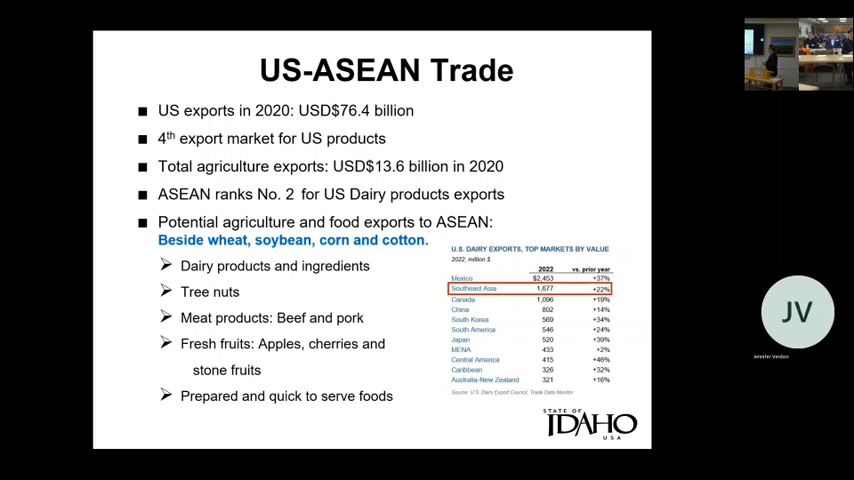 US-ASEAN Trade
■ US exports in 2020: USD$76.4 billion
■ 4th export market for US products
■ Total agriculture exports: USD$13.6 billion in 2020
■ ASEAN ranks No. 2 for US Dairy products exports
■ Potential agriculture and food exports to ASEAN:
Beside wheat, soybean, corn and cotton.
➢ Dairy products and ingredients
➢ Tree nuts
➢ Meat products: Beef and pork
➢ Fresh fruits: Apples, cherries and
stone fruits
➢ Prepared and quick to serve foods
U.S. DAIRY EXPORTS, TOP MARKETS BY VALUE
2022, million $
2022 vs. prior year
Mexico $2,453 +37%
Southeast Asia 1,677 +22%
Canada 1,096 +19%
China 802 +14%
South Korea 569 +34%
South America 546 +24%
Japan 520 +39%
MENA 433 +2%
Central America 415 +46%
Caribbean 326 +32%
Australia-New Zealand 321 +16%
Source: U.S. Dairy Export Council, Trade Data Monitor
STATE OF
IDAHO
USA
JV
Jennifer Verdon